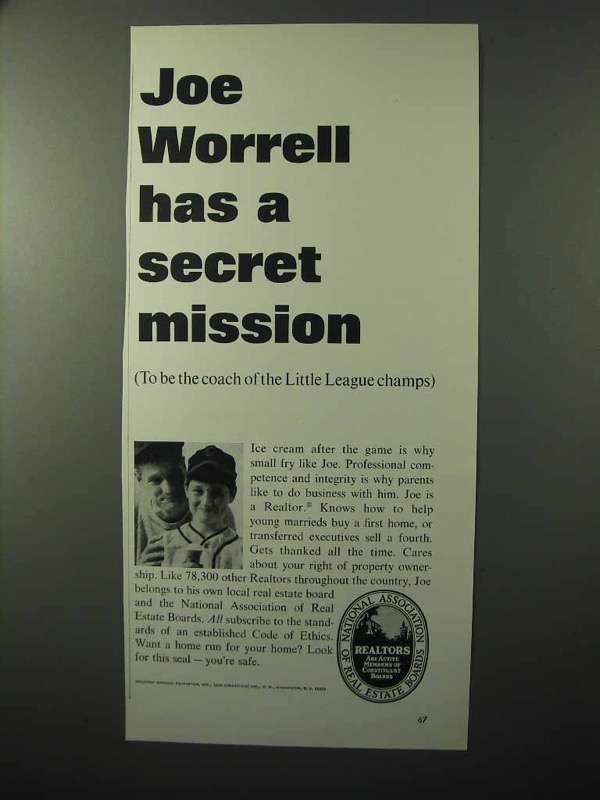 Joe
Worrell
has a
secret
mission
(To be the coach of the Little League champs)
Ice cream after the game is why
small fry like Joe. Professional com-
petence and integrity is why parents
like to do business with him. Joe is
a Realtor.® Knows how to help
young marrieds buy a first home, or
transferred executives sell a fourth.
Gets thanked all the time. Cares
about your right of property owner-
ship. Like 78,300 other Realtors throughout the country, Joe
belongs to his own local real estate board
and the National Association of Real
Estate Boards. All subscribe to the stand-
ards of an established Code of Ethics.
Want a home run for your home? Look
for this seal — you're safe.
NATIONAL ASSOCIATION
OF REAL ESTATE BOARDS
REALTORS
ARE ACTIVE
MEMBERS OF
CONSTITUENT
BOARDS
67